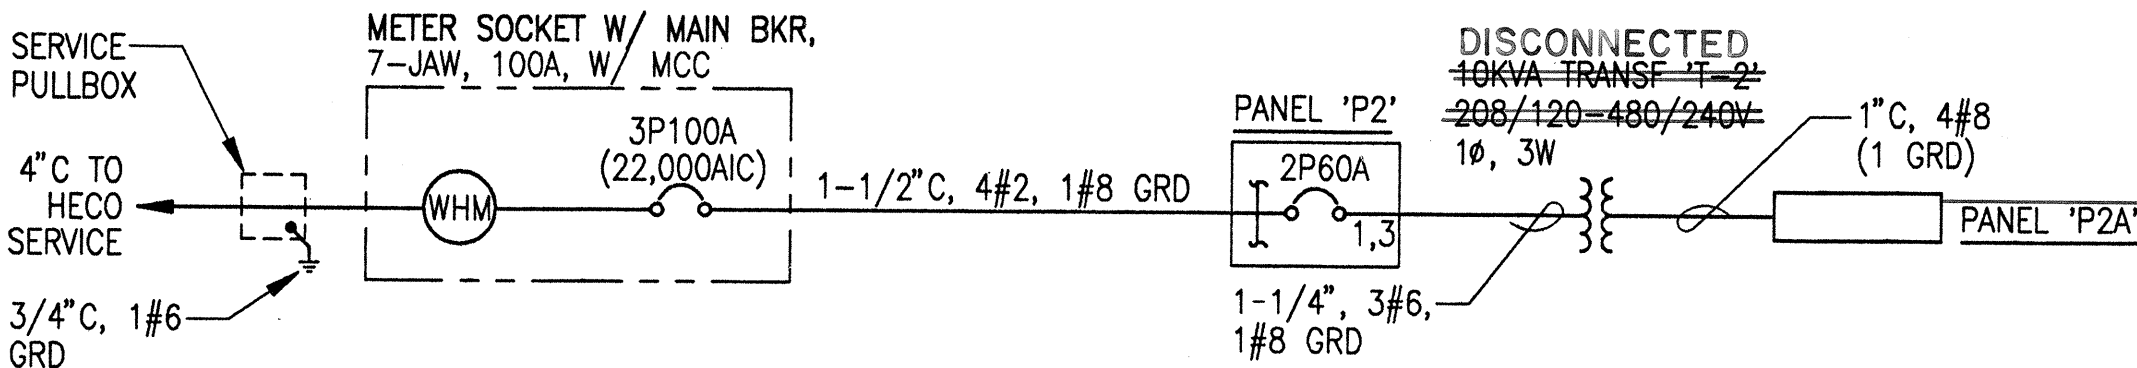 SERVICE
PULLBOX
4"C TO
HECO
SERVICE
3/4"C, 1#6
GRD
METER SOCKET W/ MAIN BKR,
7-JAW, 100A, W/ MCC
3P100A
(22,000AIC)
WHM
1-1/2"C, 4#2, 1#8 GRD
PANEL 'P2'
2P60A
1,3
1-1/4", 3#6,
1#8 GRD
DISCONNECTED
10KVA TRANSF 'T-2'
208/120-480/240V
1ø, 3W
1"C, 4#8
(1 GRD)
PANEL 'P2A'